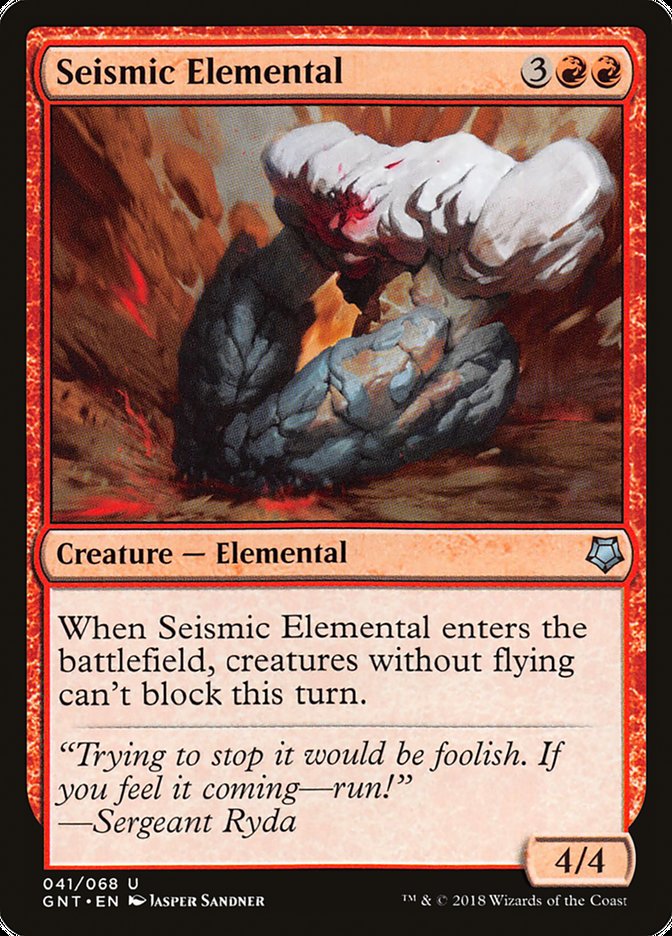 Seismic Elemental 3
Creature — Elemental
When Seismic Elemental enters the
battlefield, creatures without flying
can't block this turn.
“Trying to stop it would be foolish. If
you feel it coming—run!”
—Sergeant Ryda
4/4
041/068 U
GNT • EN Jasper Sandner
™ & © 2018 Wizards of the Coast